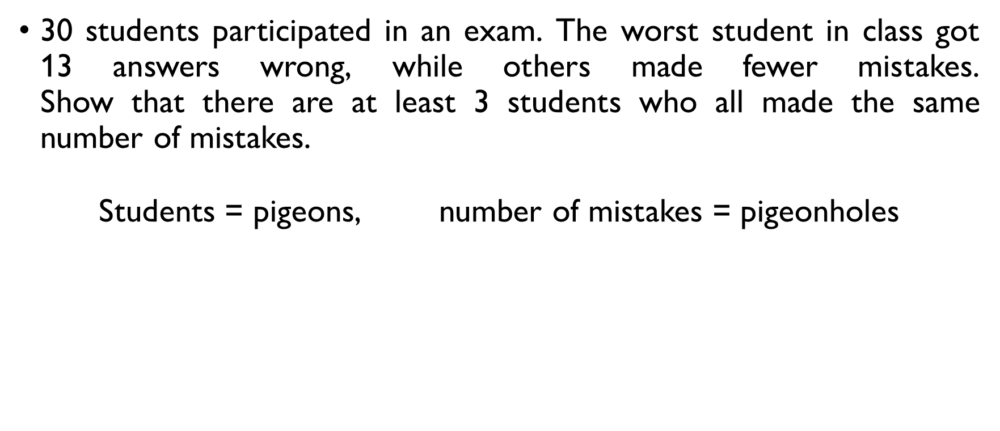 • 30 students participated in an exam. The worst student in class got
13 answers wrong, while others made fewer mistakes.
Show that there are at least 3 students who all made the same
number of mistakes.
Students = pigeons, number of mistakes = pigeonholes